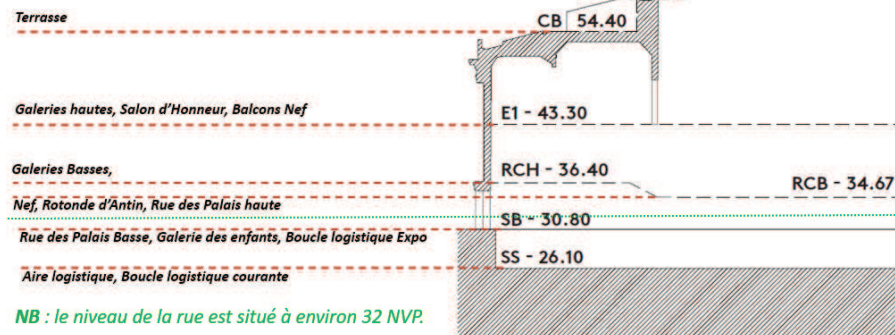 Terrasse
CB 54.40
Galeries hautes, Salon d'Honneur, Balcons Nef
E1 - 43.30
Galeries Basses,
RCH - 36.40
RCB - 34.67
Nef, Rotonde d'Antin, Rue des Palais haute
SB - 30.80
Rue des Palais Basse, Galerie des enfants, Boucle logistique Expo
SS - 26.10
Aire logistique, Boucle logistique courante
NB : le niveau de la rue est situé à environ 32 NVP.